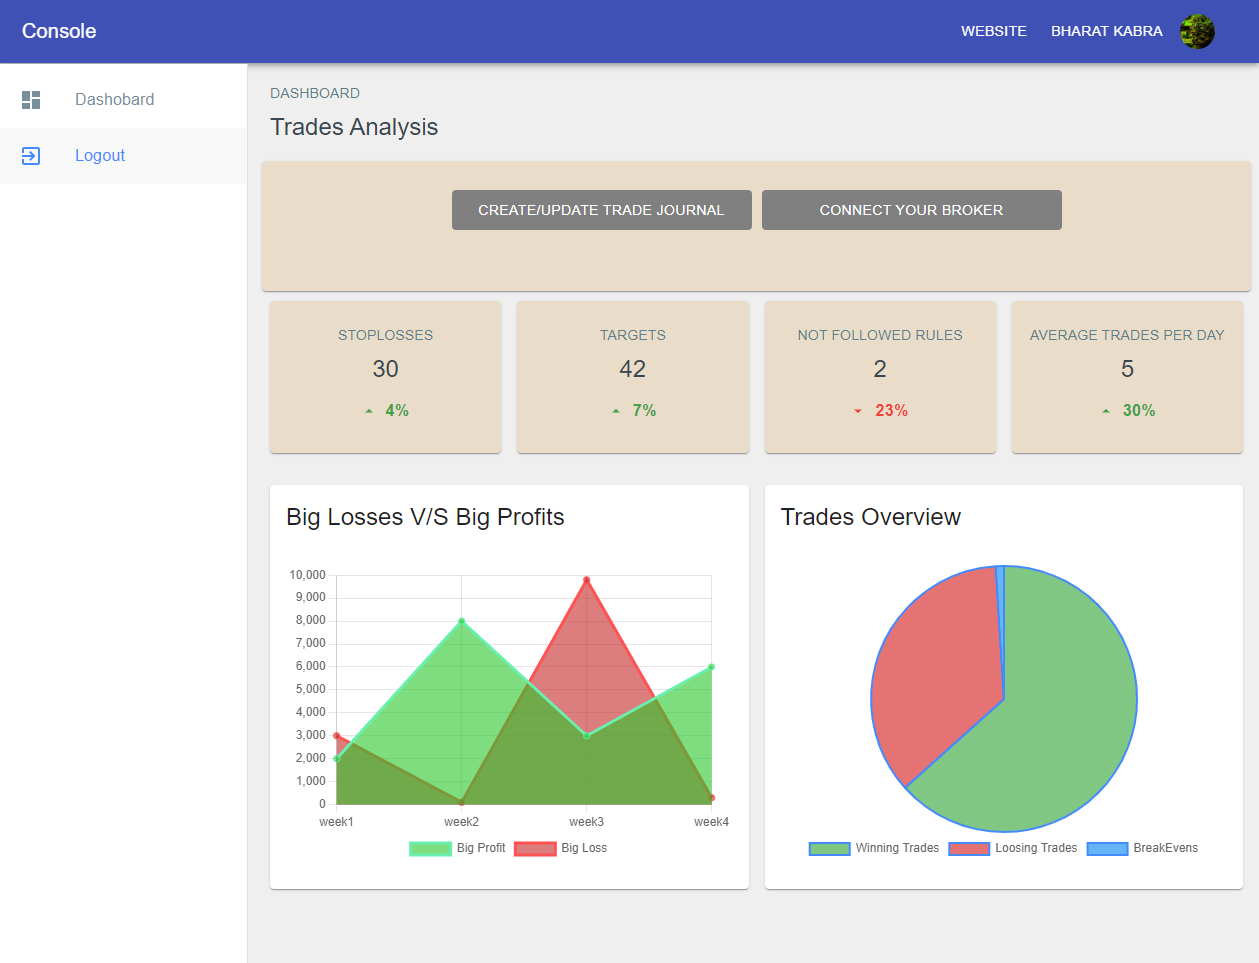 Console
WEBSITE BHARAT KABRA
Dashobard
Logout
DASHBOARD
Trades Analysis
CREATE/UPDATE TRADE JOURNAL CONNECT YOUR BROKER
STOPLOSSES
30
4%
TARGETS
42
7%
NOT FOLLOWED RULES
2
23%
AVERAGE TRADES PER DAY
5
30%
Big Losses V/S Big Profits
10,000
9,000
8,000
7,000
6,000
5,000
4,000
3,000
2,000
1,000
0
week1 week2 week3 week4
Big Profit Big Loss
Trades Overview
Winning Trades Loosing Trades BreakEvens